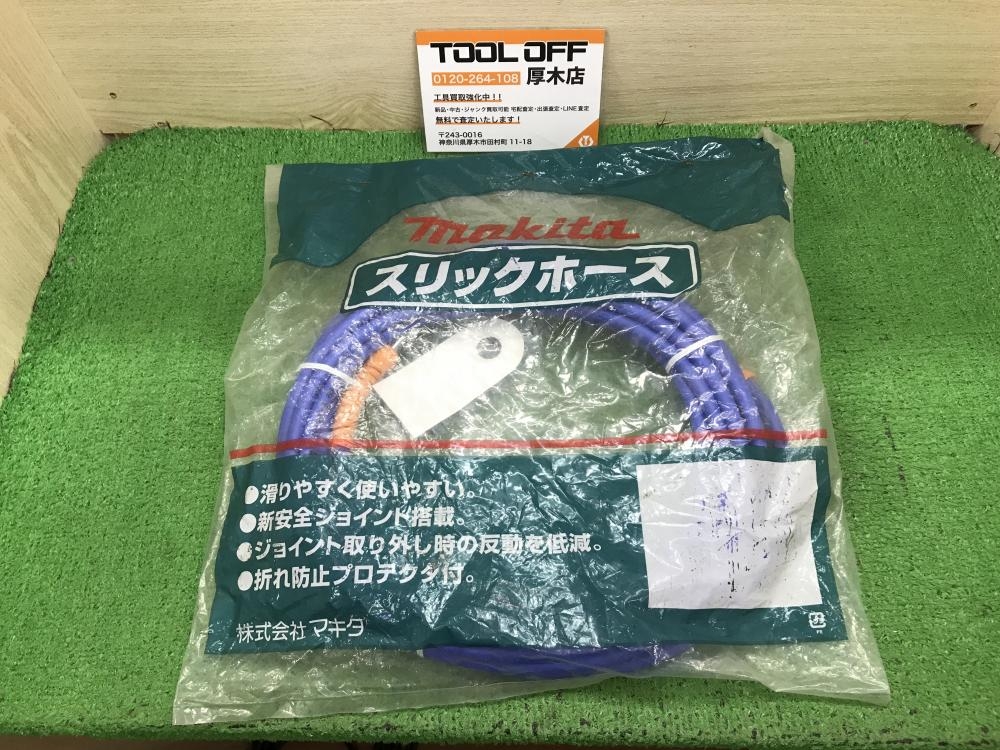 TOOL OFF
0120-264-108 厚木店
工具買取強化中！！
新品・中古・ジャンク買取可能 宅配査定・出張査定・LINE査定
無料で査定いたします！
〒243-0016
神奈川県厚木市田村町 11-18
makita
スリックホース
●滑りやすく使いやすい。
●新安全ジョイント搭載。
●ジョイント取り外し時の反動を低減。
●折れ防止プロテクタ付。
株式会社マキタ